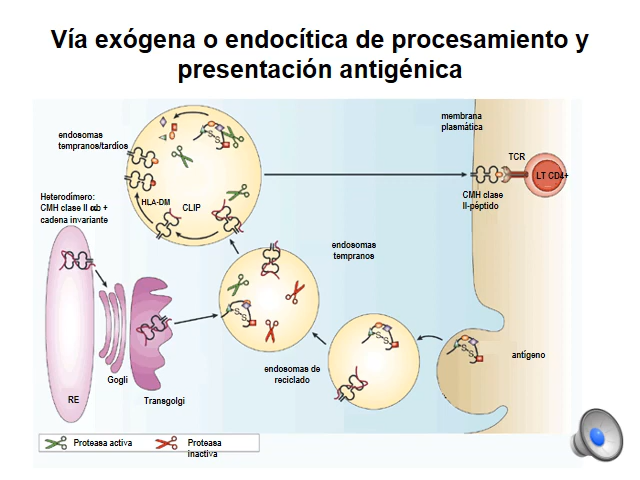 Vía exógena o endocítica de procesamiento y
presentación antigénica
endosomas
tempranos/tardíos
membrana
plasmática
TCR
LT CD4+
CMH clase
II-péptido
HLA-DM
CLIP
Heterodímero:
CMH clase II αb +
cadena invariante
endosomas
tempranos
antígeno
endosomas de
reciclado
Gogli
RE
Transgolgi
S-S
S-S
S-S
S-S
Proteasa activa
Proteasa
inactiva